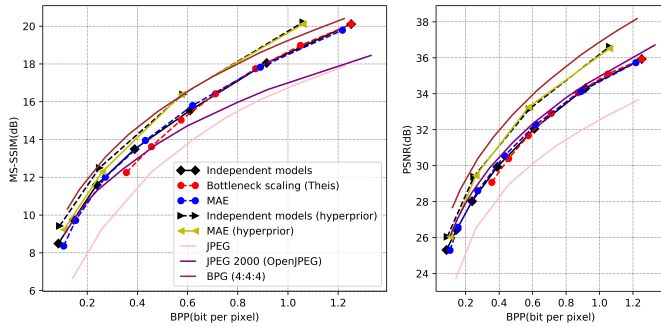 20
18
16
14
12
10
8
6
MS-SSIM(dB)
0.2
0.4
0.6
0.8
1.0
1.2
BPP(bit per pixel)
Independent models
Bottleneck scaling (Theis)
MAE
Independent models (hyperprior)
MAE (hyperprior)
JPEG
JPEG 2000 (OpenJPEG)
BPG (4:4:4)
38
36
34
32
30
28
26
24
PSNR(dB)
0.2
0.4
0.6
0.8
1.0
1.2
BPP(bit per pixel)